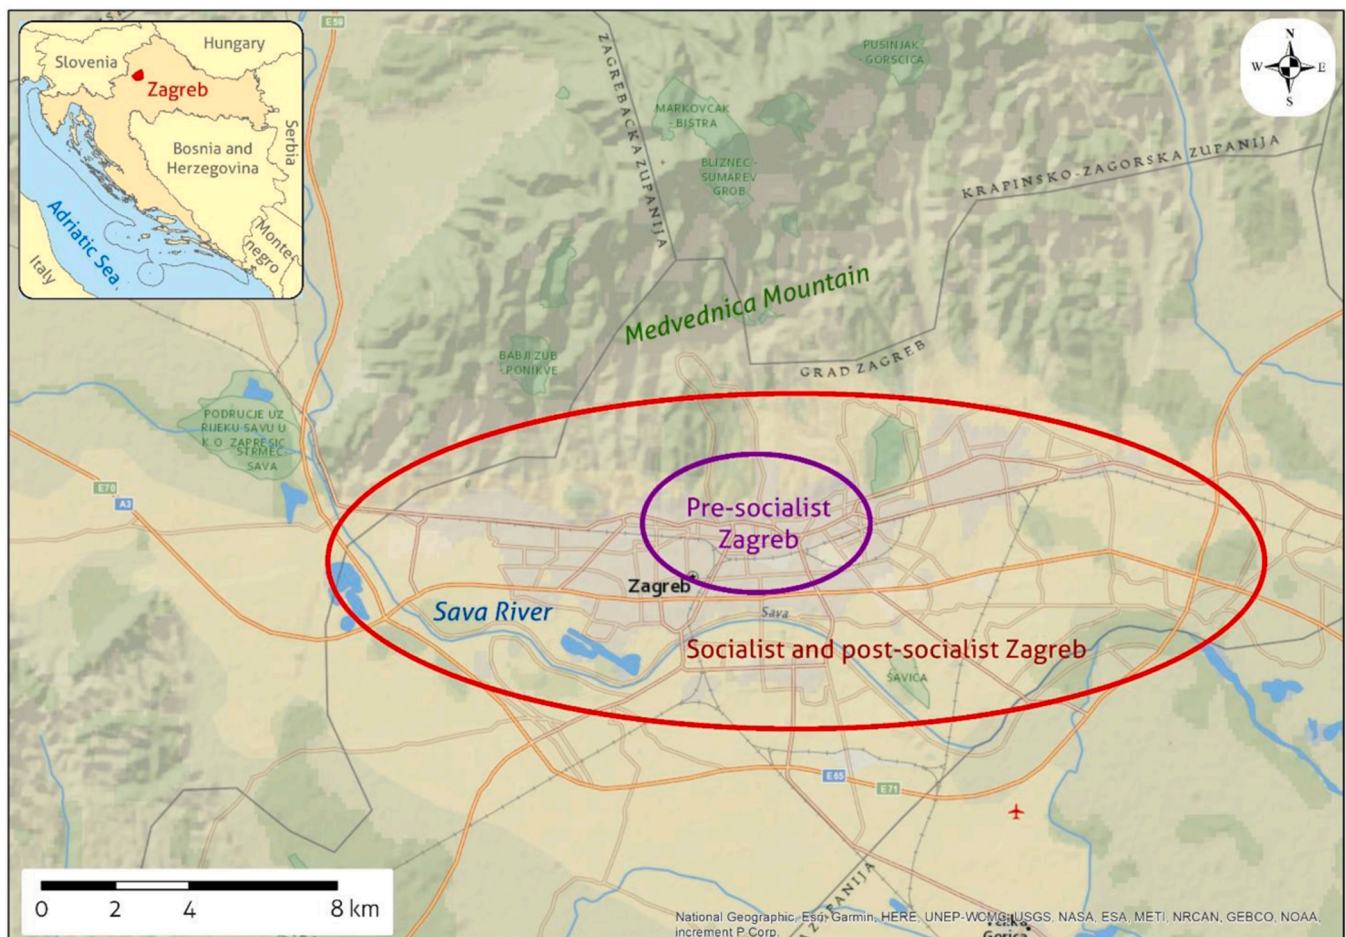 E59
Hungary
Slovenia
Zagreb
Bosnia and
Herzegovina
Serbia
Adriatic Sea
Monte
negro
Italy
N
W
E
S
PUSINJAK
- GORSCICA
MARKOVCAK
- BISTRA
BLIZNEC -
SUMAREV
GROB
ZAGREBACKA ZUPANIJA
KRAPINSKO-ZAGORSKA ZUPANIJA
Medvednica Mountain
GRAD ZAGREB
BABJI ZUB
- PONIKVE
PODRUCJE UZ
RIJEKU SAVU U
K.O. ZAPRESIC
STRMEC
SAVA
E70
A3
Pre-socialist
Zagreb
Zagreb
Sava River
Sava
Socialist and post-socialist Zagreb
SAVICA
E65
E71
ZUPANIJA
0
2
4
8 km
National Geographic, Esri, Garmin, HERE, UNEP-WCMC, USGS, NASA, ESA, METI, NRCAN, GEBCO, NOAA,
increment P Corp.
Gorica